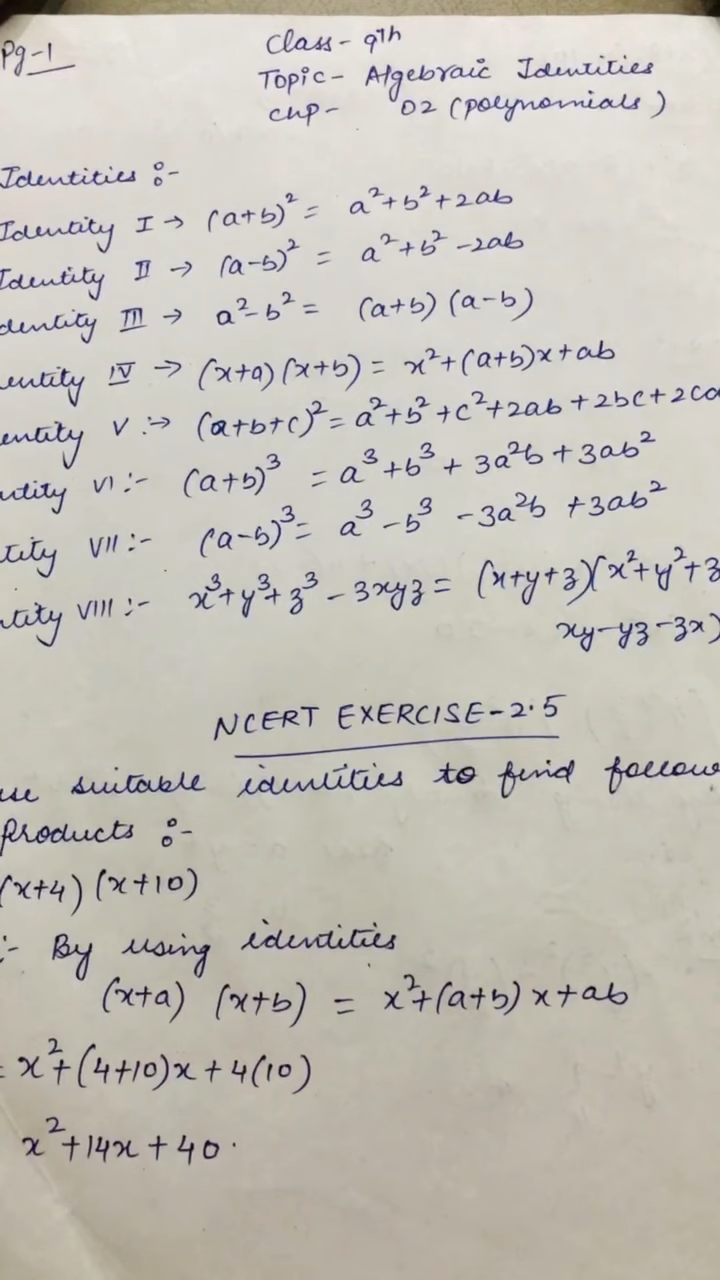 Pg-1
Class- 9th
Topic- Algebraic Identities
Chp- 02 (polynomials)
Identities :-
Identity I → (a+b)² = a²+b²+2ab
Identity II → (a-b)² = a²+b²-2ab
dentity III → a²-b² = (a+b) (a-b)
entity IV → (x+a) (x+b) = x²+(a+b)x+ab
entity V :→ (a+b+c)² = a²+b²+c²+2ab+2bc+2ca
ntity VI :- (a+b)³ = a³+b³+3a²b+3ab²
tity VII :- (a-b)³ = a³-b³-3a²b+3ab²
ntity VIII :- x³+y³+z³-3xyz = (x+y+z)(x²+y²+z
xy-yz-zx)
NCERT EXERCISE-2.5
use suitable identities to find follow
Products :-
(x+4) (x+10)
:- By using identities
(x+a) (x+b) = x²+(a+b)x+ab
= x²+(4+10)x+4(10)
x²+14x+40.